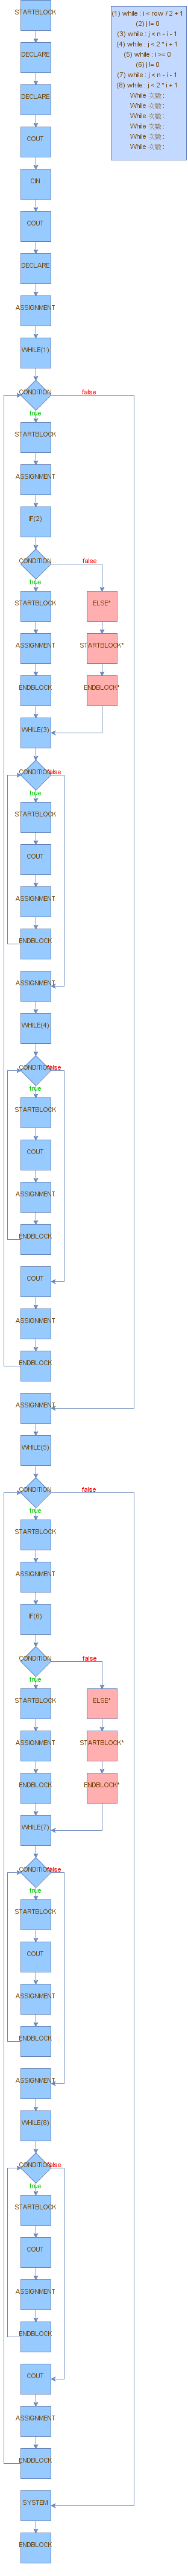 STARTBLOCK
DECLARE
DECLARE
COUT
CIN
COUT
DECLARE
ASSIGNMENT
WHILE(1)
CONDITION
false
true
STARTBLOCK
ASSIGNMENT
IF(2)
CONDITION
false
true
STARTBLOCK
ELSE*
ASSIGNMENT
STARTBLOCK*
ENDBLOCK
ENDBLOCK*
WHILE(3)
CONDITION
false
true
STARTBLOCK
COUT
ASSIGNMENT
ENDBLOCK
ASSIGNMENT
WHILE(4)
CONDITION
false
true
STARTBLOCK
COUT
ASSIGNMENT
ENDBLOCK
COUT
ASSIGNMENT
ENDBLOCK
ASSIGNMENT
WHILE(5)
CONDITION
false
true
STARTBLOCK
ASSIGNMENT
IF(6)
CONDITION
false
true
STARTBLOCK
ELSE*
ASSIGNMENT
STARTBLOCK*
ENDBLOCK
ENDBLOCK*
WHILE(7)
CONDITION
false
true
STARTBLOCK
COUT
ASSIGNMENT
ENDBLOCK
ASSIGNMENT
WHILE(8)
CONDITION
false
true
STARTBLOCK
COUT
ASSIGNMENT
ENDBLOCK
COUT
ASSIGNMENT
ENDBLOCK
SYSTEM
ENDBLOCK
(1) while : i < row / 2 + 1
(2) j != 0
(3) while : j < n - i - 1
(4) while : j < 2 * i + 1
(5) while : i >= 0
(6) j != 0
(7) while : j < n - i - 1
(8) while : j < 2 * i + 1
While 次數 :
While 次數 :
While 次數 :
While 次數 :
While 次數 :
While 次數 :